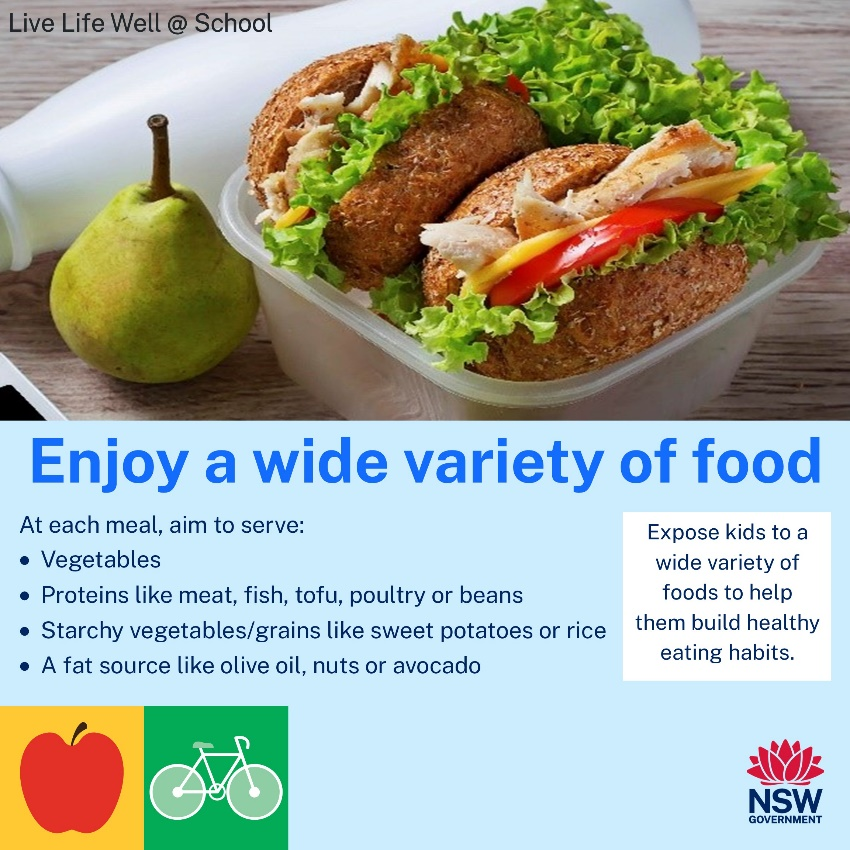 Live Life Well @ School
Enjoy a wide variety of food
At each meal, aim to serve:
• Vegetables
• Proteins like meat, fish, tofu, poultry or beans
• Starchy vegetables/grains like sweet potatoes or rice
• A fat source like olive oil, nuts or avocado
Expose kids to a
wide variety of
foods to help
them build healthy
eating habits.
NSW
GOVERNMENT